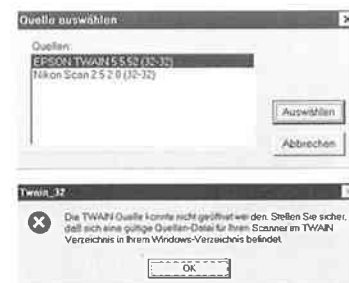 Quelle auswählen
Quellen:
EPSON TWAIN 5.5.52 (32-32)
Nikon Scan 2.5.2.0 (32-32)
Auswählen
Abbrechen
Twain_32
Die TWAIN Quelle konnte nicht geöffnet werden. Stellen Sie sicher,
daß sich eine gültige Quellen-Datei für Ihren Scanner im TWAIN
Verzeichnis in Ihrem Windows-Verzeichnis befindet.
OK